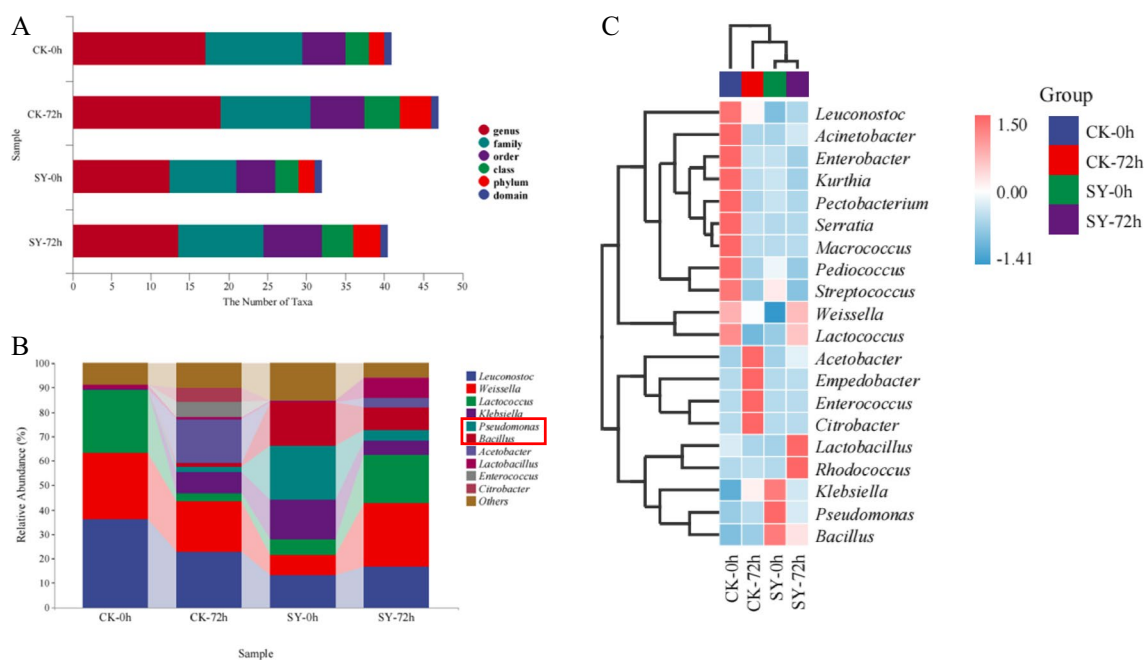 A
CK-0h
CK-72h
SY-0h
SY-72h
Sample
0 5 10 15 20 25 30 35 40 45 50
The Number of Taxa
genus
family
order
class
phylum
domain
B
100
90
80
70
60
50
40
30
20
10
0
Relative Abundance (%)
CK-0h CK-72h SY-0h SY-72h
Sample
Leuconostoc
Weissella
Lactococcus
Klebsiella
Pseudomonas
Bacillus
Acetobacter
Lactobacillus
Enterococcus
Citrobacter
Others
C
Leuconostoc
Acinetobacter
Enterobacter
Kurthia
Pectobacterium
Serratia
Macrococcus
Pediococcus
Streptococcus
Weissella
Lactococcus
Acetobacter
Empedobacter
Enterococcus
Citrobacter
Lactobacillus
Rhodococcus
Klebsiella
Pseudomonas
Bacillus
CK-0h CK-72h SY-0h SY-72h
1.50
0.00
-1.41
Group
CK-0h
CK-72h
SY-0h
SY-72h